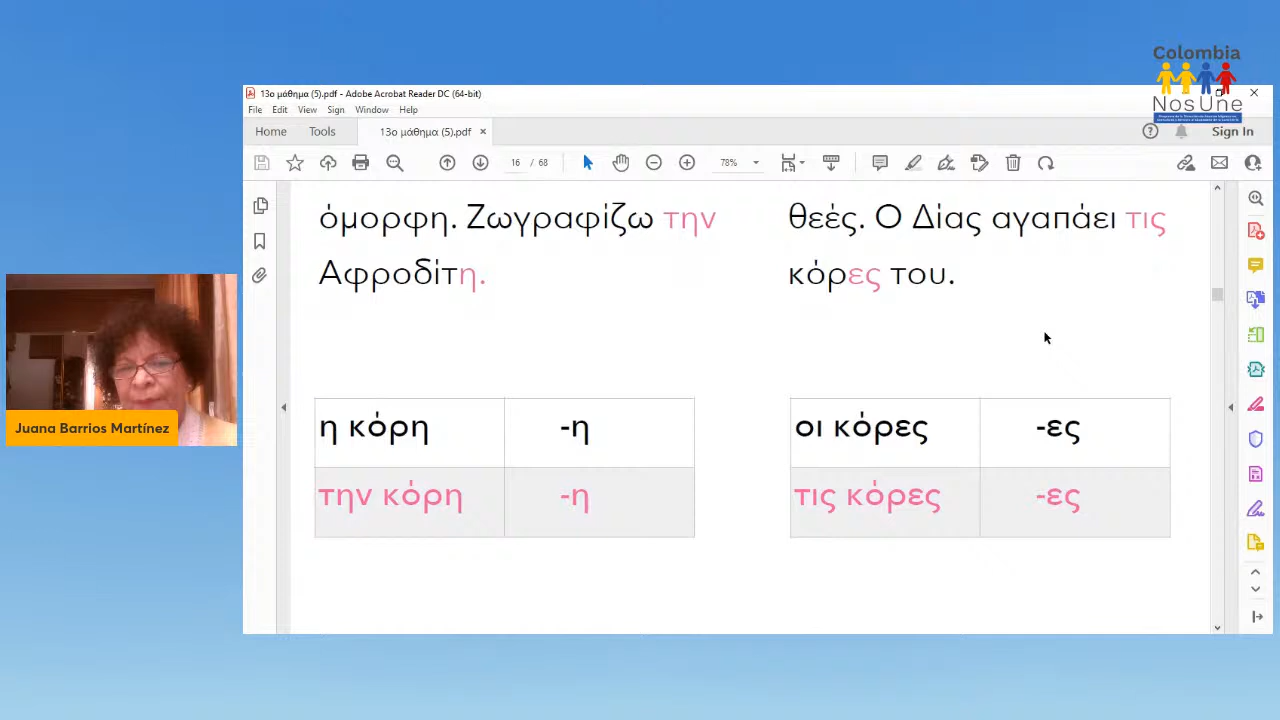 Colombia
NosUne
13ο μάθημα (5).pdf - Adobe Acrobat Reader DC (64-bit)
File Edit View Sign Window Help
Home Tools 13ο μάθημα (5).pdf × Sign In
16 / 68 78%
όμορφη. Ζωγραφίζω την
Αφροδίτη.
θεές. Ο Δίας αγαπάει τις
κόρες του.
η κόρη -η
την κόρη -η
οι κόρες -ες
τις κόρες -ες
Juana Barrios Martínez